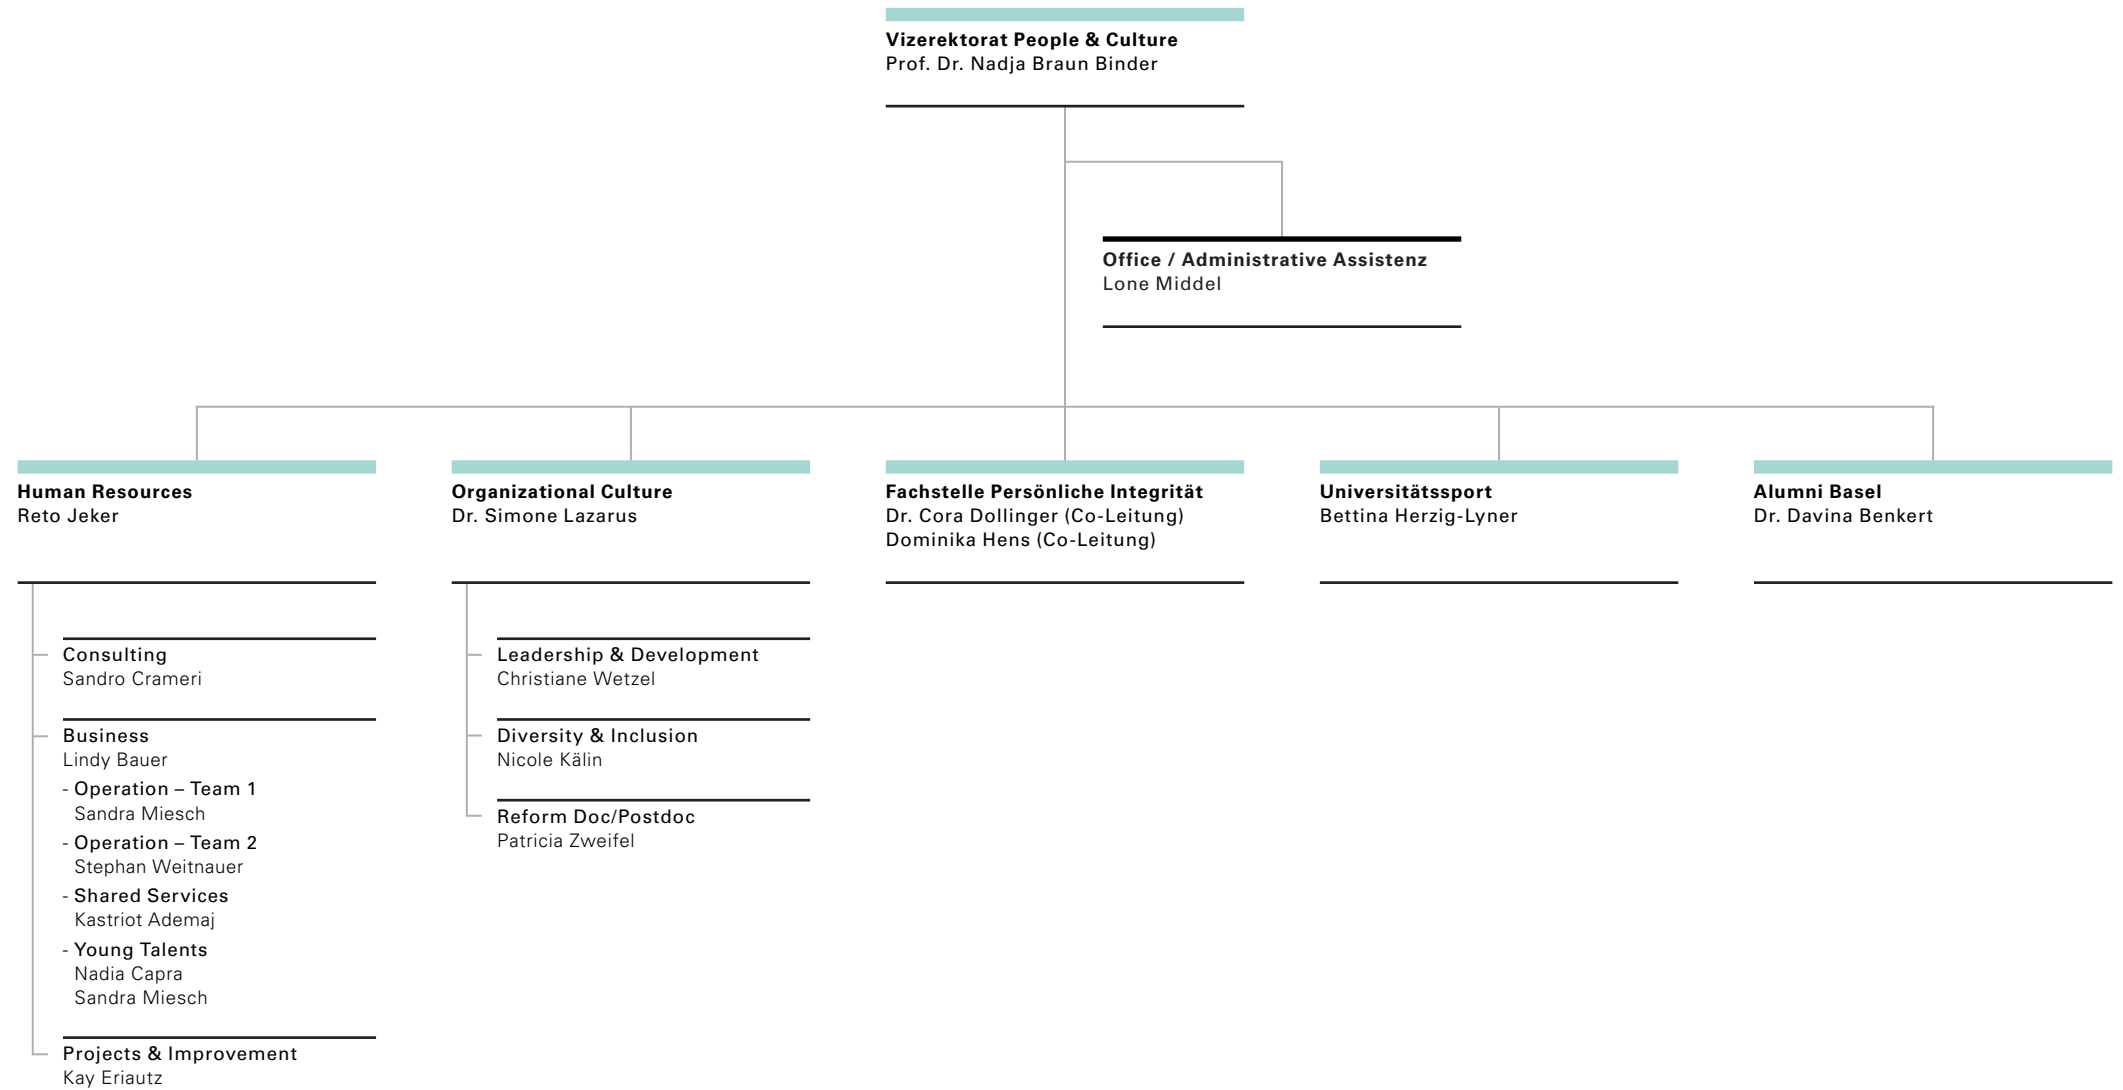 Vizerektorat People & Culture
Prof. Dr. Nadja Braun Binder
Office / Administrative Assistenz
Lone Middel
Human Resources
Reto Jeker
Organizational Culture
Dr. Simone Lazarus
Fachstelle Persönliche Integrität
Dr. Cora Dollinger (Co-Leitung)
Dominika Hens (Co-Leitung)
Universitätssport
Bettina Herzig-Lyner
Alumni Basel
Dr. Davina Benkert
Consulting
Sandro Crameri
Business
Lindy Bauer
- Operation – Team 1
Sandra Miesch
- Operation – Team 2
Stephan Weitnauer
- Shared Services
Kastriot Ademaj
- Young Talents
Nadia Capra
Sandra Miesch
Projects & Improvement
Kay Eriautz
Leadership & Development
Christiane Wetzel
Diversity & Inclusion
Nicole Kälin
Reform Doc/Postdoc
Patricia Zweifel